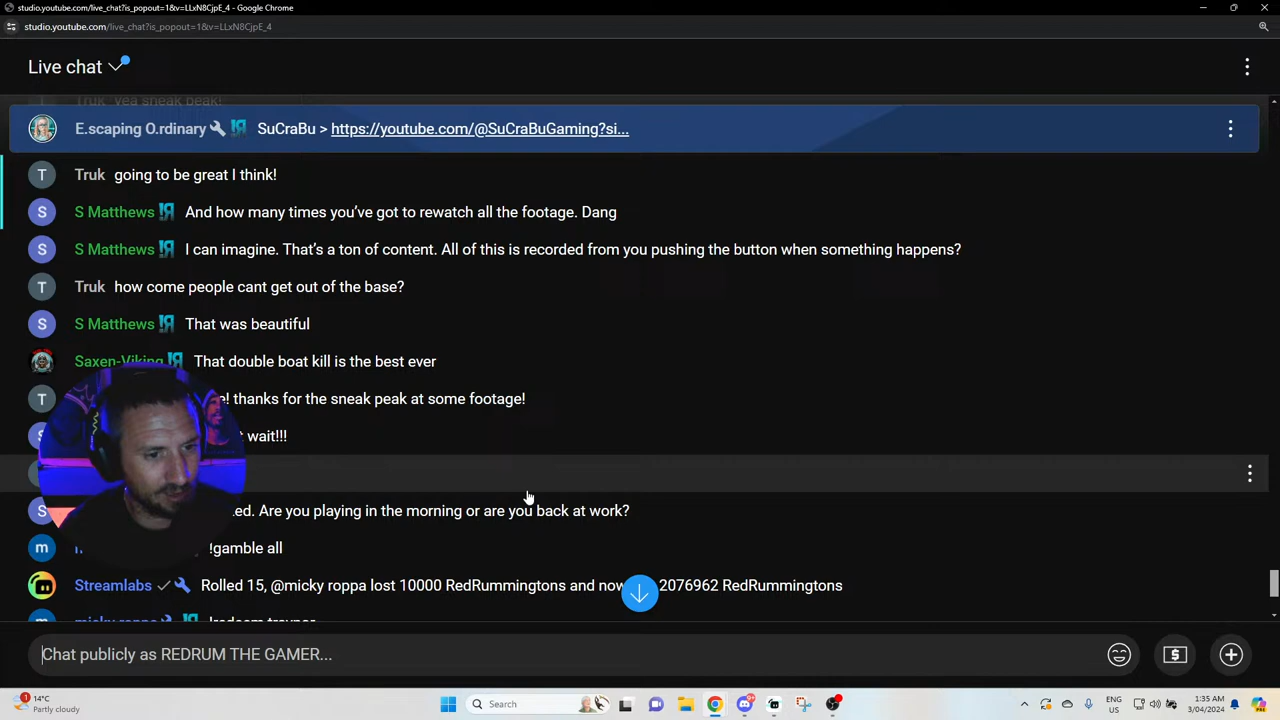 studio.youtube.com/live_chat?is_popout=1&v=LLxN8CjpE_4 - Google Chrome
studio.youtube.com/live_chat?is_popout=1&v=LLxN8CjpE_4
Live chat
Truk yea sneak peak!
E.scaping O.rdinary SuCraBu > https://youtube.com/@SuCraBuGaming?si...
T Truk going to be great I think!
S S Matthews And how many times you've got to rewatch all the footage. Dang
S S Matthews I can imagine. That's a ton of content. All of this is recorded from you pushing the button when something happens?
T Truk how come people cant get out of the base?
S S Matthews That was beautiful
Saxen-Viking That double boat kill is the best ever
T thanks for the sneak peak at some footage!
wait!!!
S Are you playing in the morning or are you back at work?
m !gamble all
Streamlabs Rolled 15, @micky roppa lost 10000 RedRummingtons and now 2076962 RedRummingtons
micky roppa
Chat publicly as REDRUM THE GAMER...
14°C
Partly cloudy
Search
9+
ENG
US
1:35 AM
3/04/2024